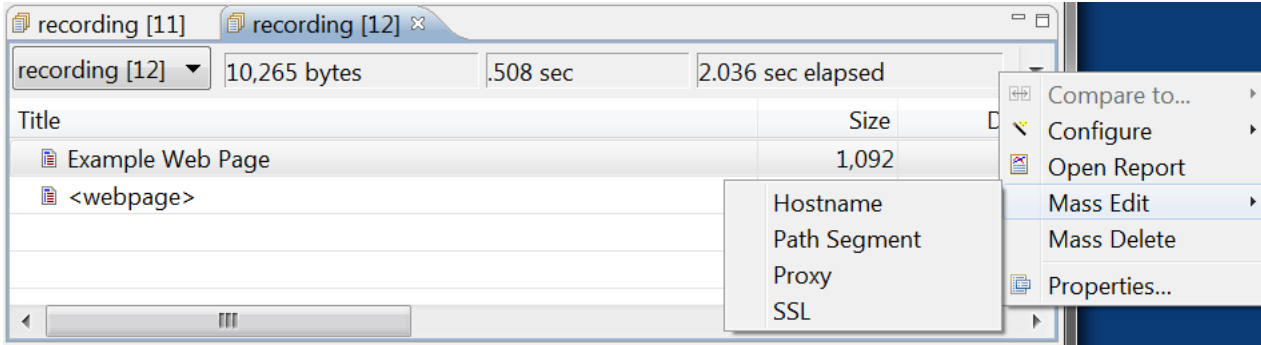 recording [11] recording [12]
recording [12] 10,265 bytes .508 sec 2.036 sec elapsed
Title Size D
Example Web Page 1,092
<webpage>
Compare to...
Configure
Open Report
Mass Edit
Mass Delete
Properties...
Hostname
Path Segment
Proxy
SSL